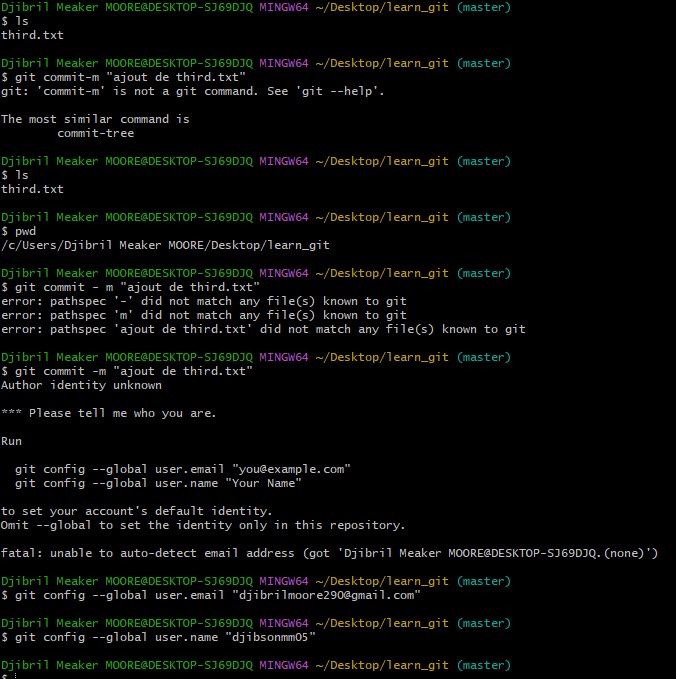 Djibril Meaker MOORE@DESKTOP-SJ69DJQ MINGW64 ~/Desktop/learn_git (master)
$ ls
third.txt
Djibril Meaker MOORE@DESKTOP-SJ69DJQ MINGW64 ~/Desktop/learn_git (master)
$ git commit-m "ajout de third.txt"
git: 'commit-m' is not a git command. See 'git --help'.
The most similar command is
commit-tree
Djibril Meaker MOORE@DESKTOP-SJ69DJQ MINGW64 ~/Desktop/learn_git (master)
$ ls
third.txt
Djibril Meaker MOORE@DESKTOP-SJ69DJQ MINGW64 ~/Desktop/learn_git (master)
$ pwd
/c/Users/Djibril Meaker MOORE/Desktop/learn_git
Djibril Meaker MOORE@DESKTOP-SJ69DJQ MINGW64 ~/Desktop/learn_git (master)
$ git commit - m "ajout de third.txt"
error: pathspec '-' did not match any file(s) known to git
error: pathspec 'm' did not match any file(s) known to git
error: pathspec 'ajout de third.txt' did not match any file(s) known to git
Djibril Meaker MOORE@DESKTOP-SJ69DJQ MINGW64 ~/Desktop/learn_git (master)
$ git commit -m "ajout de third.txt"
Author identity unknown
*** Please tell me who you are.
Run
git config --global user.email "you@example.com"
git config --global user.name "Your Name"
to set your account's default identity.
Omit --global to set the identity only in this repository.
fatal: unable to auto-detect email address (got 'Djibril Meaker MOORE@DESKTOP-SJ69DJQ.(none)')
Djibril Meaker MOORE@DESKTOP-SJ69DJQ MINGW64 ~/Desktop/learn_git (master)
$ git config --global user.email "djibrilmoore290@gmail.com"
Djibril Meaker MOORE@DESKTOP-SJ69DJQ MINGW64 ~/Desktop/learn_git (master)
$ git config --global user.name "djibsonmm05"
Djibril Meaker MOORE@DESKTOP-SJ69DJQ MINGW64 ~/Desktop/learn_git (master)
$